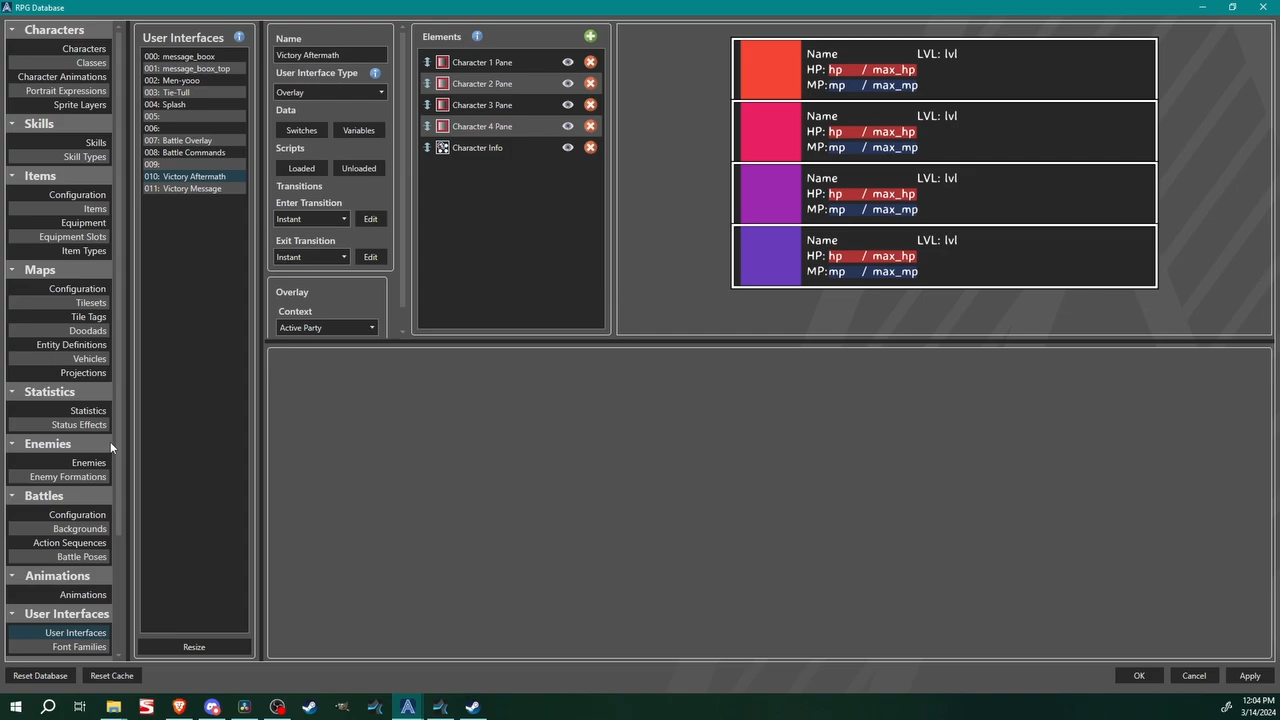 RPG Database
Characters
Characters
Classes
Character Animations
Portrait Expressions
Sprite Layers
Skills
Skills
Skill Types
Items
Configuration
Items
Equipment
Equipment Slots
Item Types
Maps
Configuration
Tilesets
Tile Tags
Doodads
Entity Definitions
Vehicles
Projections
Statistics
Statistics
Status Effects
Enemies
Enemies
Enemy Formations
Battles
Configuration
Backgrounds
Action Sequences
Battle Poses
Animations
Animations
User Interfaces
User Interfaces
Font Families
Reset Database
Reset Cache
User Interfaces
000: message_boox
001: message_boox_top
002: Men-yooo
003: Tie-Tull
004: Splash
005:
006:
007: Battle Overlay
008: Battle Commands
009:
010: Victory Aftermath
011: Victory Message
Resize
Name
Victory Aftermath
User Interface Type
Overlay
Data
Switches
Variables
Scripts
Loaded
Unloaded
Transitions
Enter Transition
Instant
Edit
Exit Transition
Instant
Edit
Overlay
Context
Active Party
Elements
Character 1 Pane
Character 2 Pane
Character 3 Pane
Character 4 Pane
Character Info
Name LVL: lvl
HP: hp / max_hp
MP:mp / max_mp
Name LVL: lvl
HP: hp / max_hp
MP:mp / max_mp
Name LVL: lvl
HP: hp / max_hp
MP:mp / max_mp
Name LVL: lvl
HP: hp / max_hp
MP:mp / max_mp
OK
Cancel
Apply
12:04 PM
3/14/2024